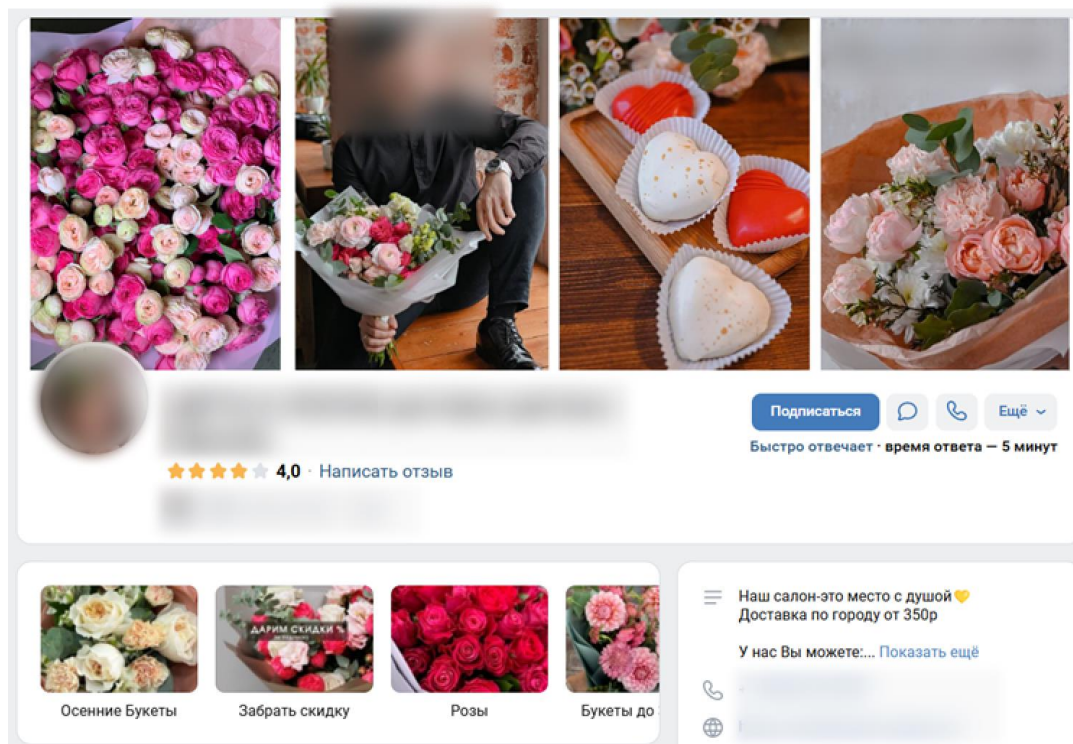 Подписаться
Ещё
Быстро отвечает · время ответа — 5 минут
4,0 · Написать отзыв
ДАРИМ СКИДКИ %
Осенние Букеты
Забрать скидку
Розы
Букеты до
Наш салон-это место с душой💛
Доставка по городу от 350р
У нас Вы можете:... Показать ещё